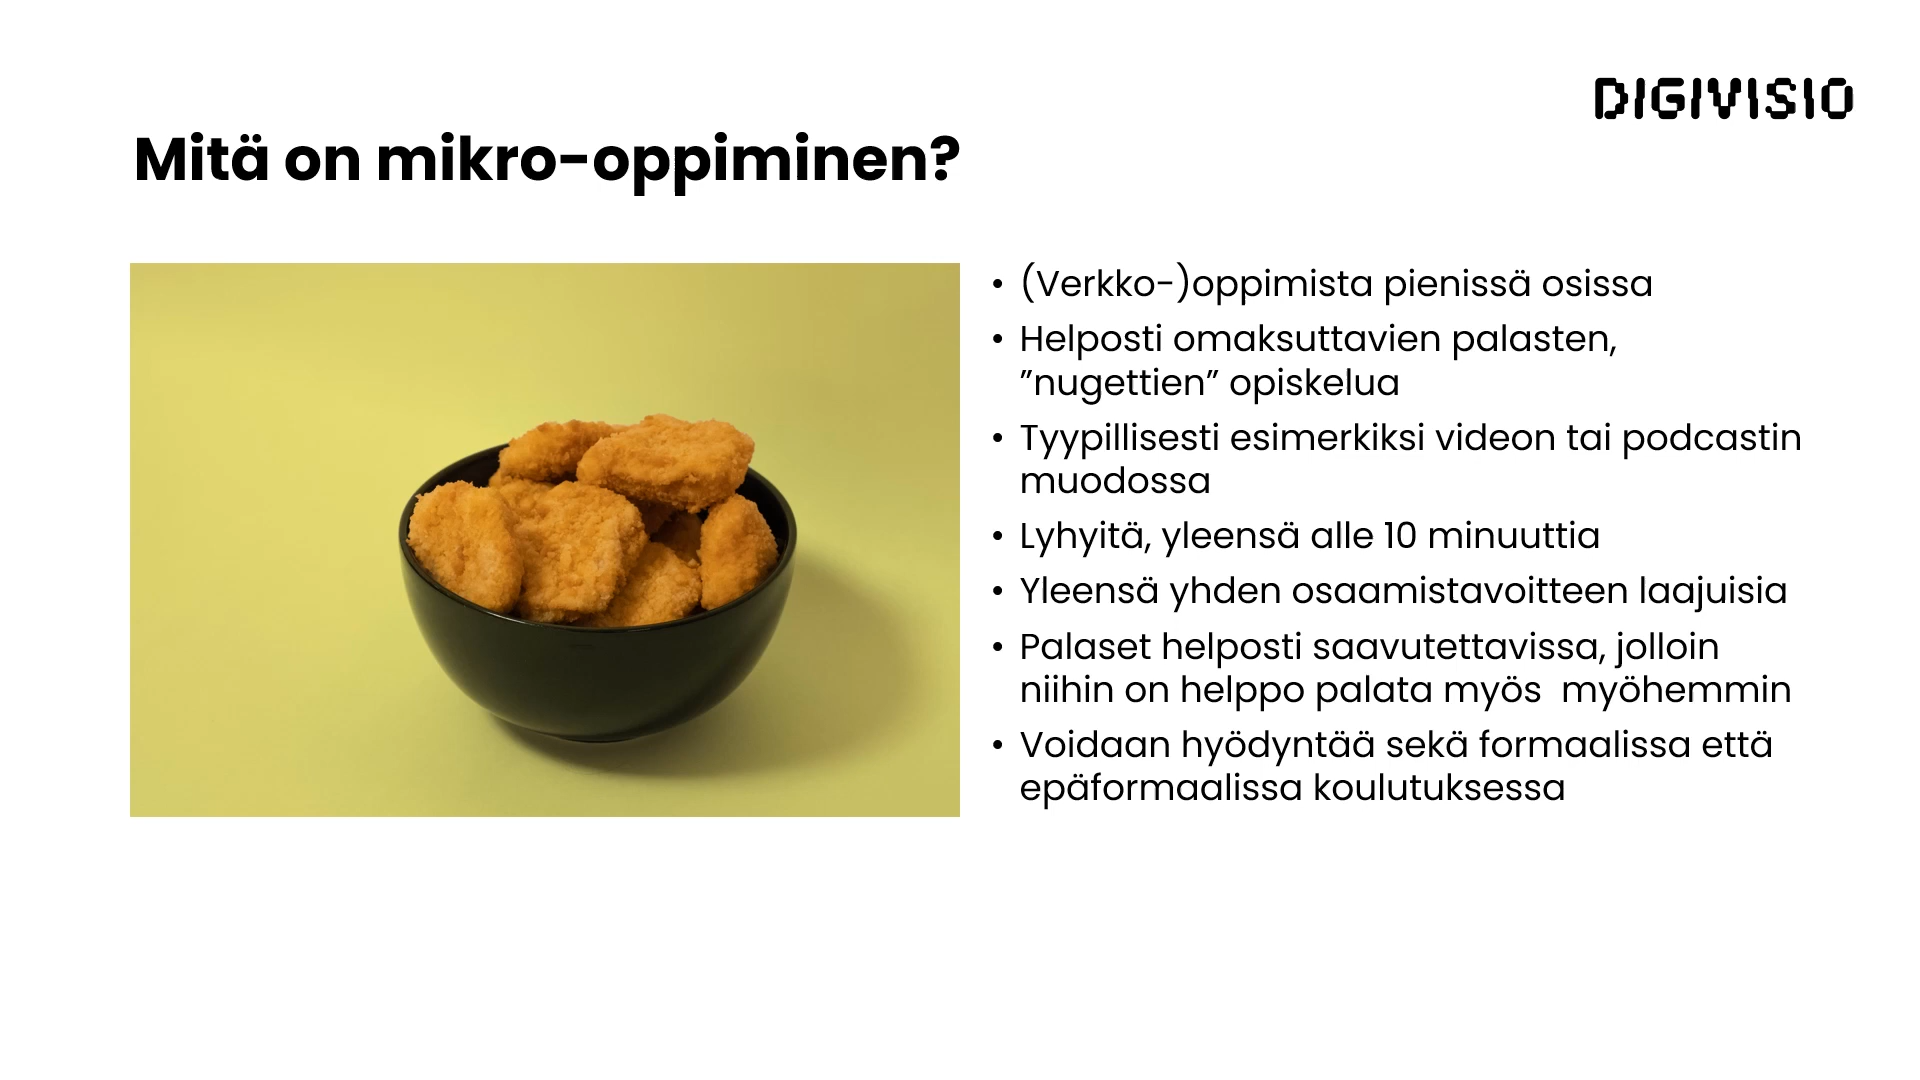 DIGIVISIO
Mitä on mikro-oppiminen?
• (Verkko-)oppimista pienissä osissa
• Helposti omaksuttavien palasten,
”nugettien” opiskelua
• Tyypillisesti esimerkiksi videon tai podcastin
muodossa
• Lyhyitä, yleensä alle 10 minuuttia
• Yleensä yhden osaamistavoitteen laajuisia
• Palaset helposti saavutettavissa, jolloin
niihin on helppo palata myös  myöhemmin
• Voidaan hyödyntää sekä formaalissa että
epäformaalissa koulutuksessa